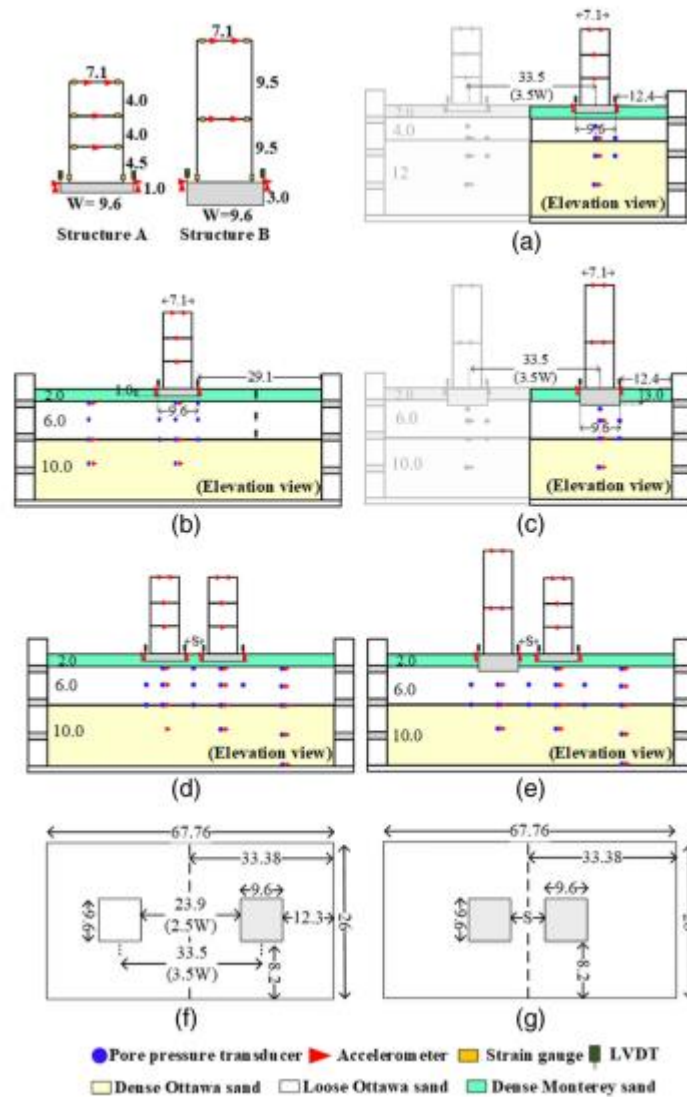 7.1
4.0
4.0
4.5
1.0
W= 9.6
Structure A
7.1
9.5
9.5
3.0
W=9.6
Structure B
7.1
33.5
(3.5W)
12.4
2.0
4.0
9.6
12
(Elevation view)
(a)
7.1
29.1
2.0
1.0
9.6
6.0
10.0
(Elevation view)
(b)
7.1
33.5
(3.5W)
12.4
2.0
3.0
6.0
9.6
10.0
(Elevation view)
(c)
S
2.0
6.0
10.0
(Elevation view)
(d)
S
2.0
6.0
10.0
(Elevation view)
(e)
67.76
33.38
9.6
23.9
(2.5W)
9.6
12.3
26
33.5
(3.5W)
8.2
(f)
67.76
33.38
9.6
9.6
S
8.2
(g)
Pore pressure transducer Accelerometer Strain gauge LVDT
Dense Ottawa sand Loose Ottawa sand Dense Monterey sand